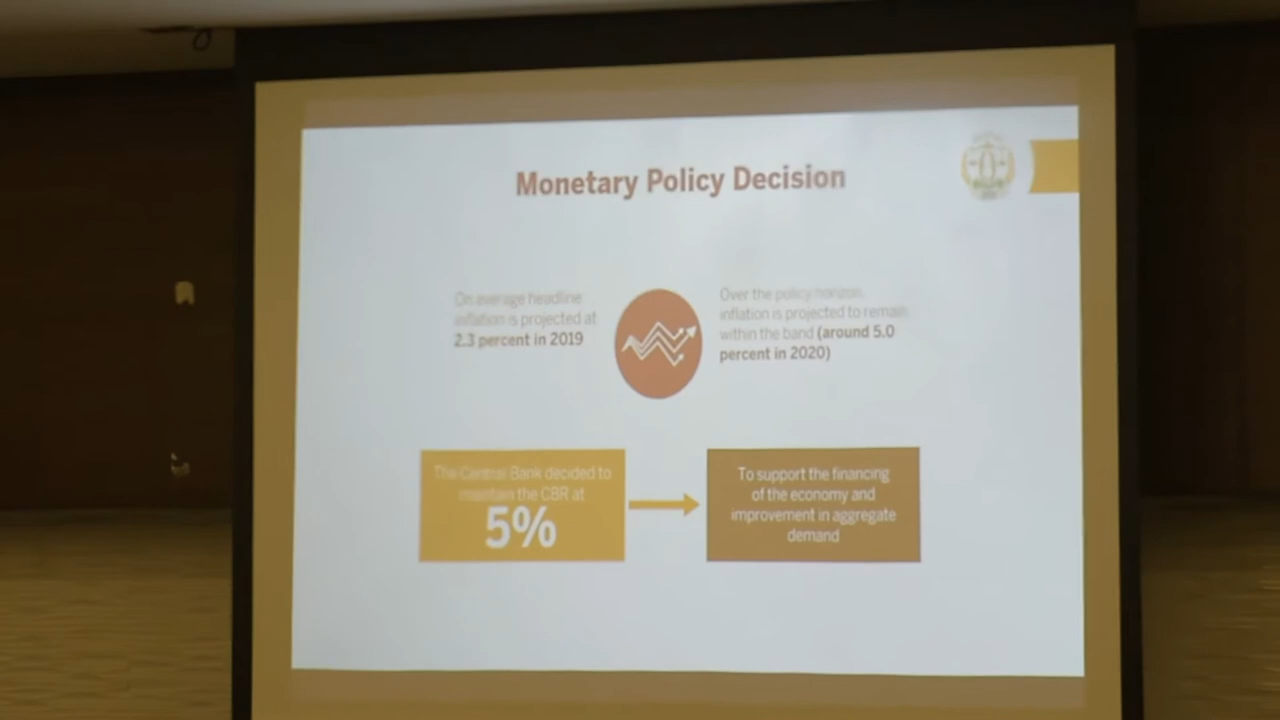 Monetary Policy Decision
On average headline
inflation is projected at
2.3 percent in 2019
Over the policy horizon
inflation is projected to remain
within the band (around 5.0
percent in 2020)
The Central Bank decided to
maintain the CBR at
5%
To support the financing
of the economy and
improvement in aggregate
demand